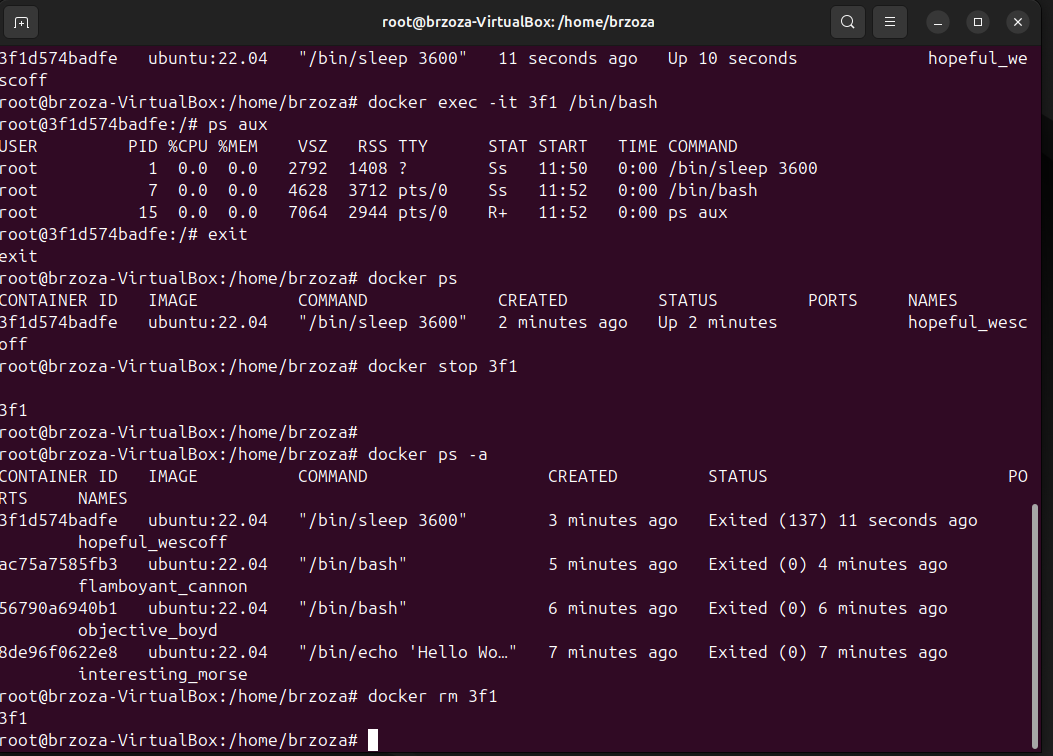 root@brzoza-VirtualBox: /home/brzoza
3f1d574badfe   ubuntu:22.04   "/bin/sleep 3600"   11 seconds ago   Up 10 seconds             hopeful_we
scoff
root@brzoza-VirtualBox:/home/brzoza# docker exec -it 3f1 /bin/bash
root@3f1d574badfe:/# ps aux
USER         PID %CPU %MEM    VSZ   RSS TTY      STAT START   TIME COMMAND
root           1  0.0  0.0   2792  1408 ?        Ss   11:50   0:00 /bin/sleep 3600
root           7  0.0  0.0   4628  3712 pts/0    Ss   11:52   0:00 /bin/bash
root          15  0.0  0.0   7064  2944 pts/0    R+   11:52   0:00 ps aux
root@3f1d574badfe:/# exit
exit
root@brzoza-VirtualBox:/home/brzoza# docker ps
CONTAINER ID   IMAGE          COMMAND             CREATED         STATUS         PORTS     NAMES
3f1d574badfe   ubuntu:22.04   "/bin/sleep 3600"   2 minutes ago   Up 2 minutes             hopeful_wesc
off
root@brzoza-VirtualBox:/home/brzoza# docker stop 3f1
3f1
root@brzoza-VirtualBox:/home/brzoza#
root@brzoza-VirtualBox:/home/brzoza# docker ps -a
CONTAINER ID   IMAGE          COMMAND                  CREATED         STATUS                        PO
RTS     NAMES
3f1d574badfe   ubuntu:22.04   "/bin/sleep 3600"        3 minutes ago   Exited (137) 11 seconds ago
        hopeful_wescoff
ac75a7585fb3   ubuntu:22.04   "/bin/bash"              5 minutes ago   Exited (0) 4 minutes ago
        flamboyant_cannon
56790a6940b1   ubuntu:22.04   "/bin/bash"              6 minutes ago   Exited (0) 6 minutes ago
        objective_boyd
8de96f0622e8   ubuntu:22.04   "/bin/echo 'Hello Wo…"   7 minutes ago   Exited (0) 7 minutes ago
        interesting_morse
root@brzoza-VirtualBox:/home/brzoza# docker rm 3f1
3f1
root@brzoza-VirtualBox:/home/brzoza#